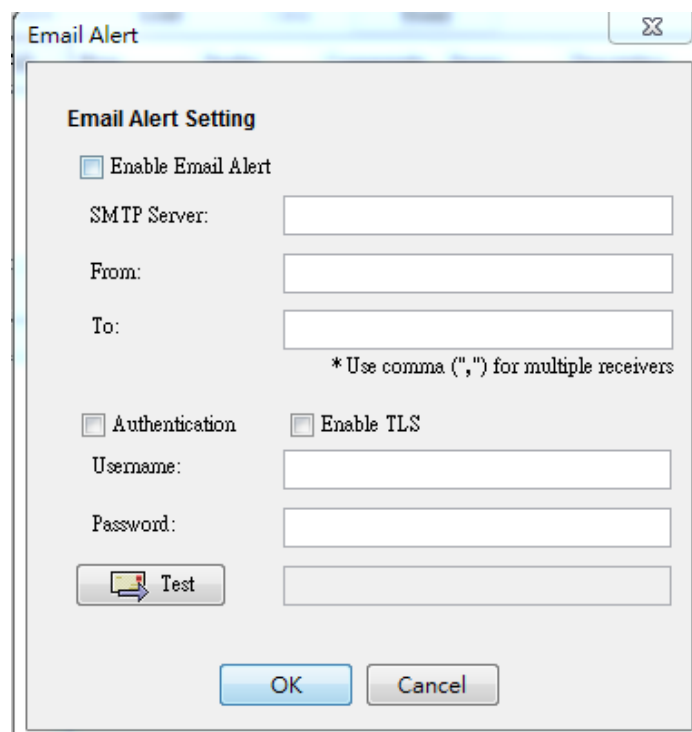 Email Alert
Email Alert Setting
Enable Email Alert
SMTP Server:
From:
To:
* Use comma (",") for multiple receivers
Authentication Enable TLS
Username:
Password:
Test
OK Cancel